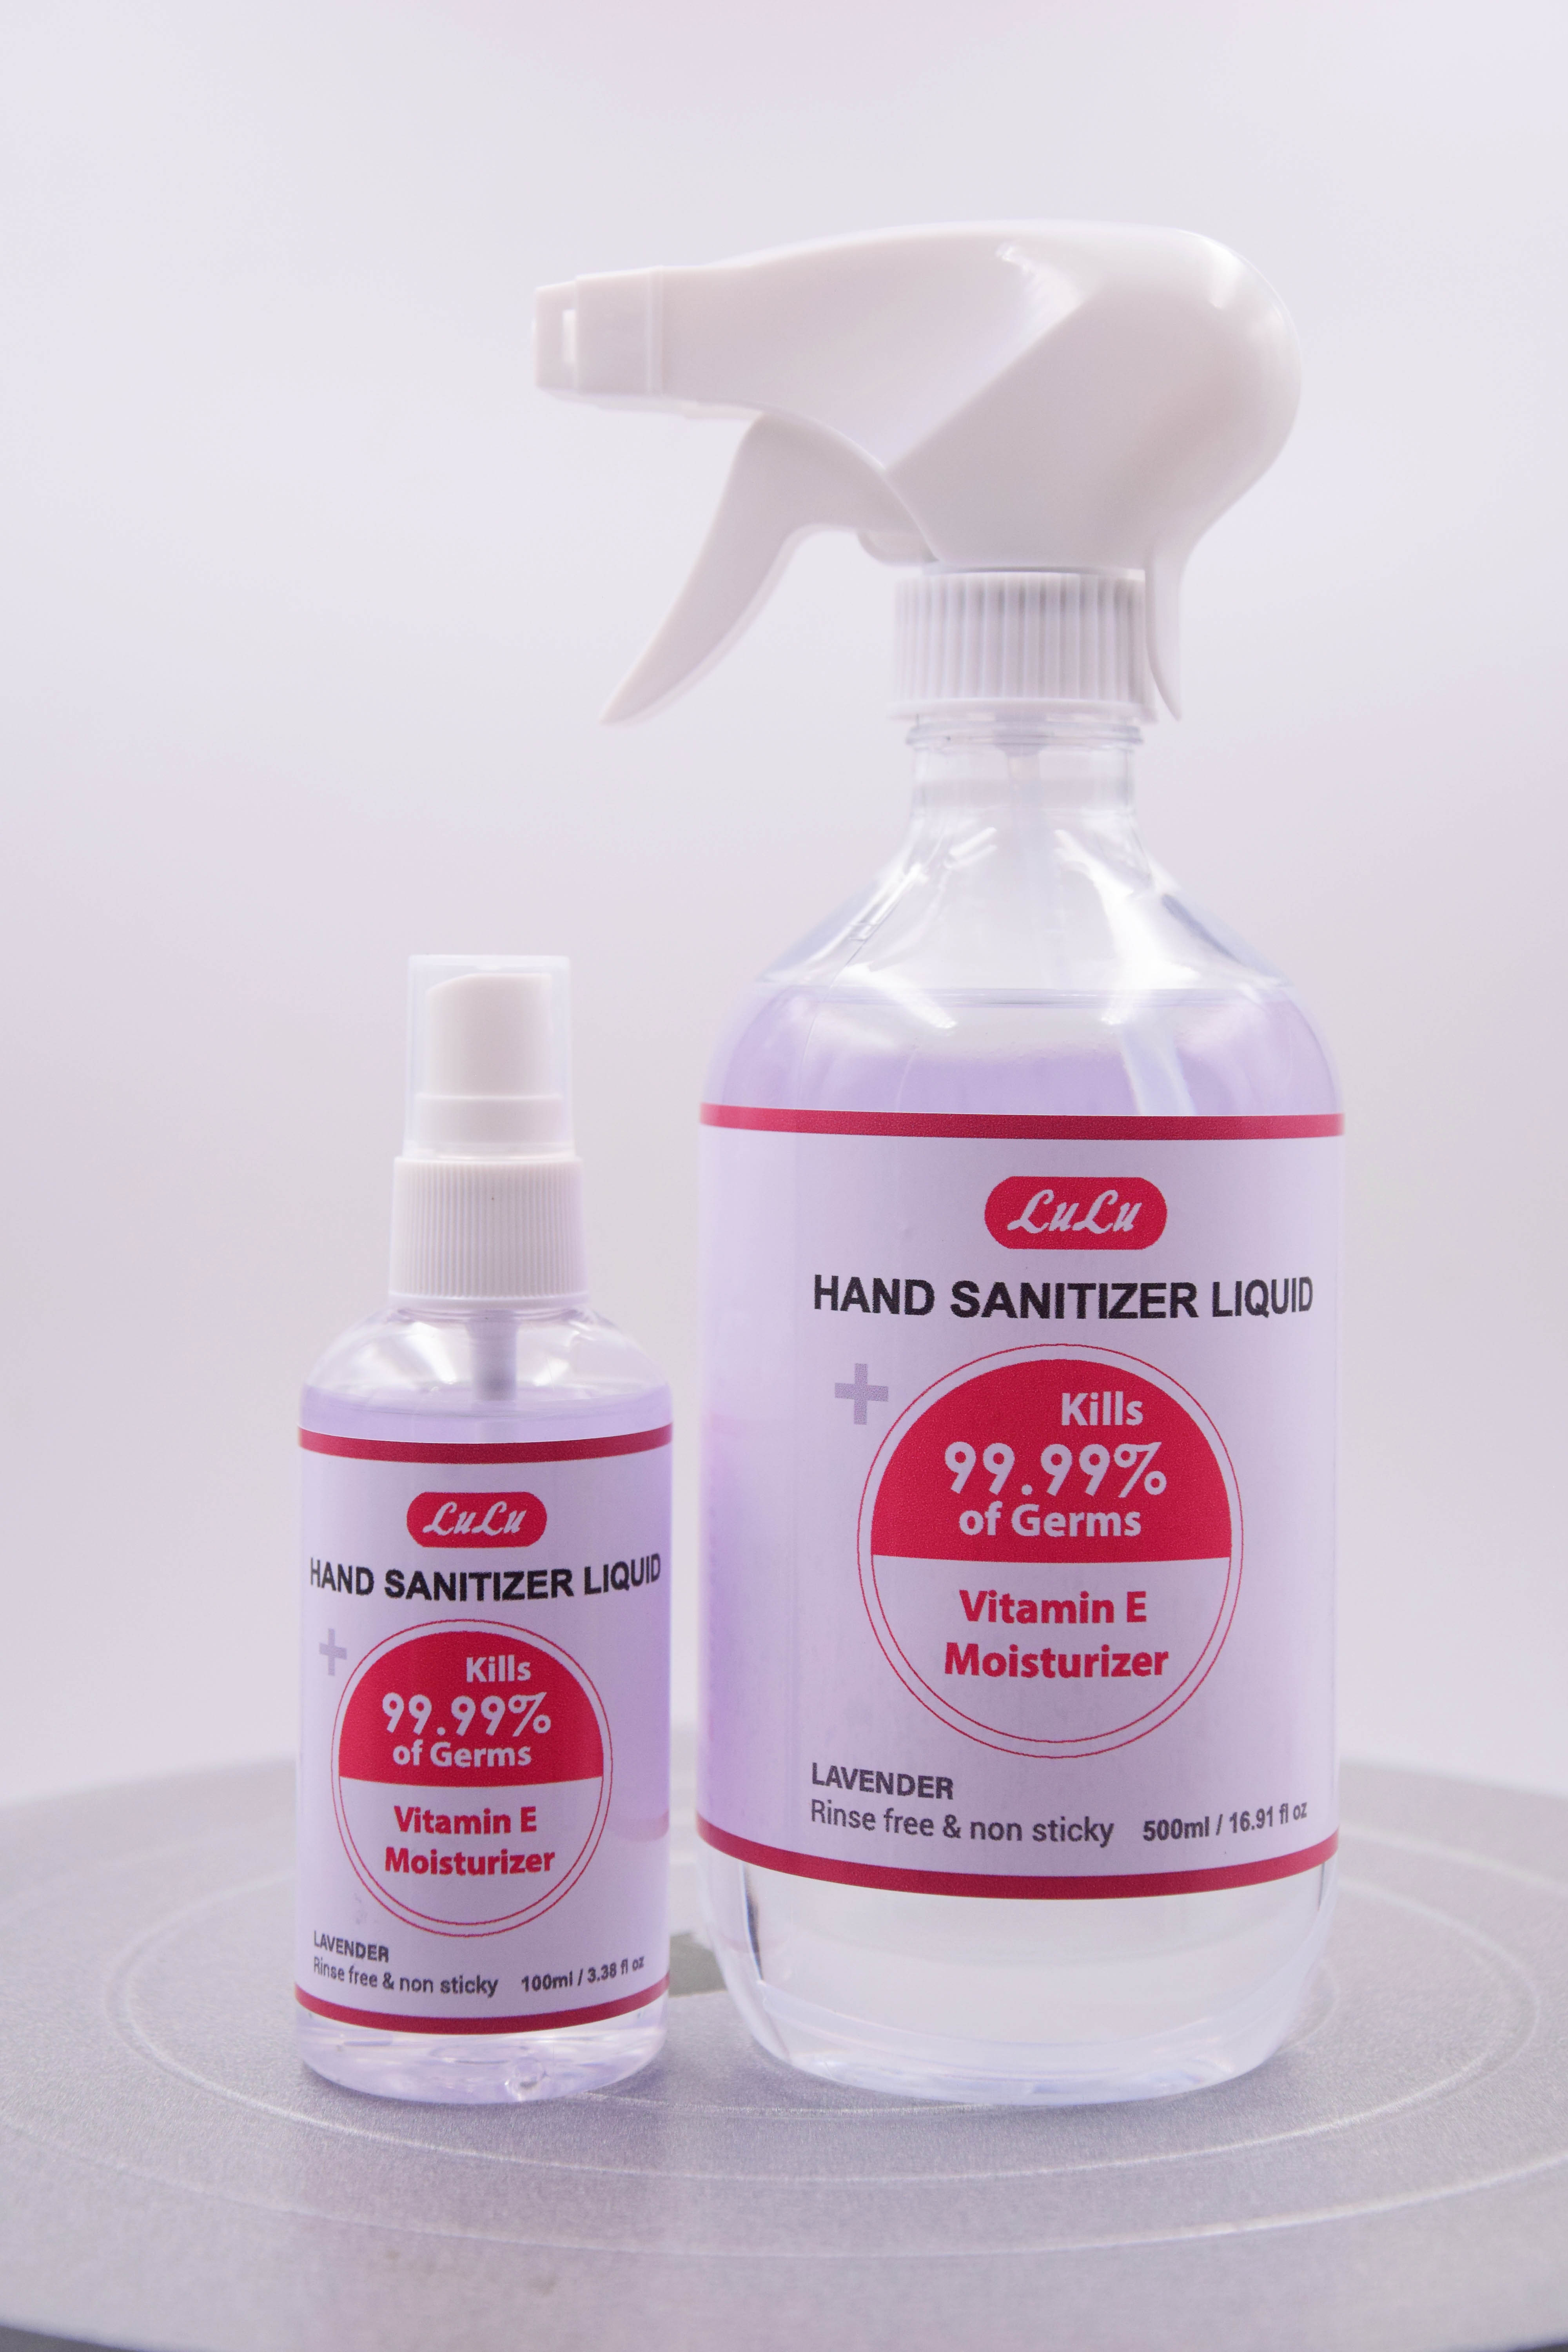 LuLu
HAND SANITIZER LIQUID
+
Kills
99.99%
of Germs
Vitamin E
Moisturizer
LAVENDER
Rinse free & non sticky 100ml / 3.38 fl oz
LuLu
HAND SANITIZER LIQUID
+
Kills
99.99%
of Germs
Vitamin E
Moisturizer
LAVENDER
Rinse free & non sticky 500ml / 16.91 fl oz